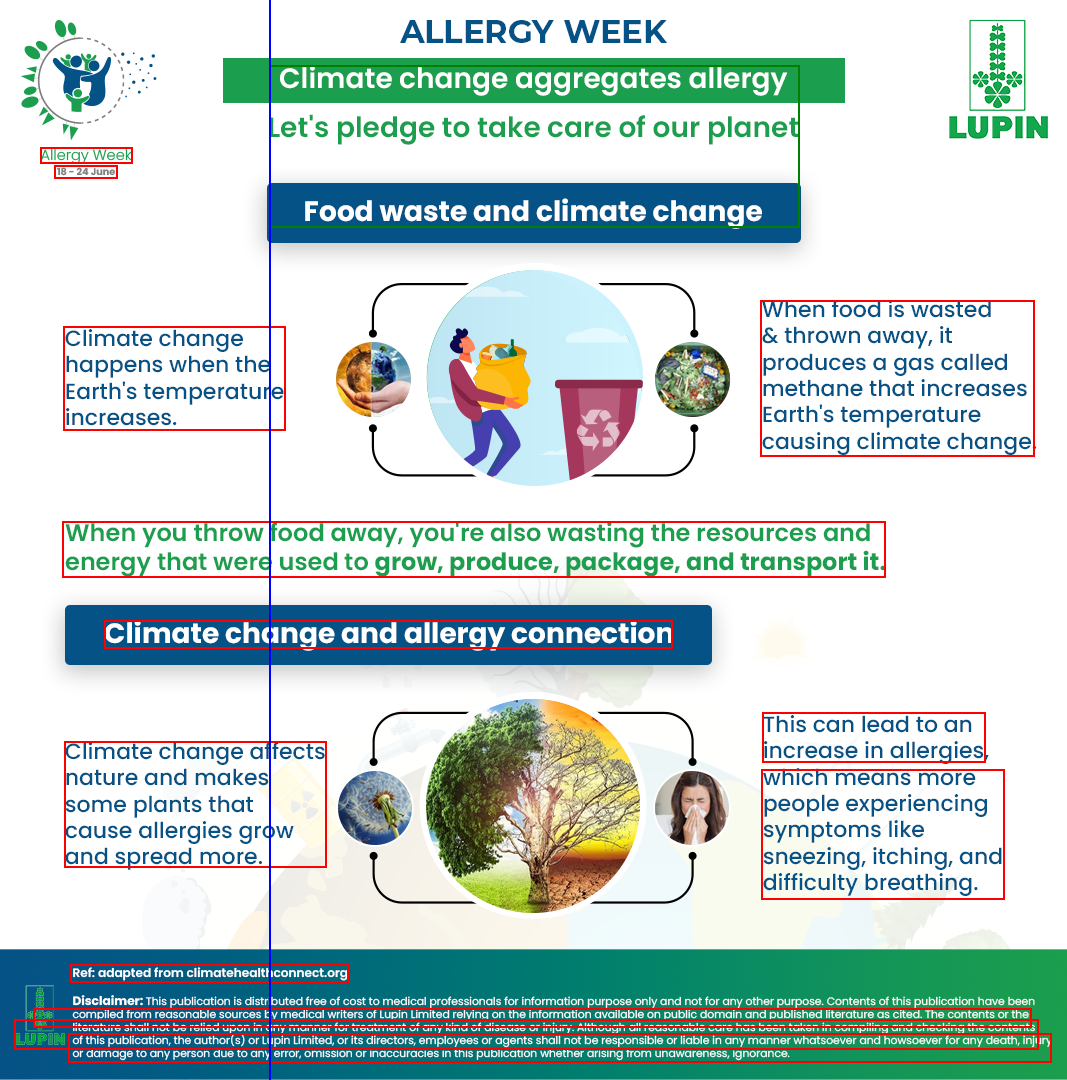 ALLERGY WEEK
Climate change aggregates allergy
Let's pledge to take care of our planet
LUPIN
Allergy Week
18 - 24 June
Food waste and climate change
Climate change
happens when the
Earth's temperature
increases.
When food is wasted
& thrown away, it
produces a gas called
methane that increases
Earth's temperature
causing climate change.
When you throw food away, you're also wasting the resources and
energy that were used to grow, produce, package, and transport it.
Climate change and allergy connection
Climate change affects
nature and makes
some plants that
cause allergies grow
and spread more.
This can lead to an
increase in allergies,
which means more
people experiencing
symptoms like
sneezing, itching, and
difficulty breathing.
Ref: adapted from climatehealthconnect.org
Disclaimer: This publication is distributed free of cost to medical professionals for information purpose only and not for any other purpose. Contents of this publication have been
compiled from reasonable sources by medical writers of Lupin Limited relying on the information available on public domain and published literature as cited. The contents or the
literature shall not be relied upon in any manner for treatment of any kind of disease or injury. Although all reasonable care has been taken in compiling and checking the contents
of this publication, the author(s) or Lupin Limited, or its directors, employees or agents shall not be responsible or liable in any manner whatsoever and howsoever for any death, injury
or damage to any person due to any error, omission or inaccuracies in this publication whether arising from unawareness, ignorance.
LUPIN